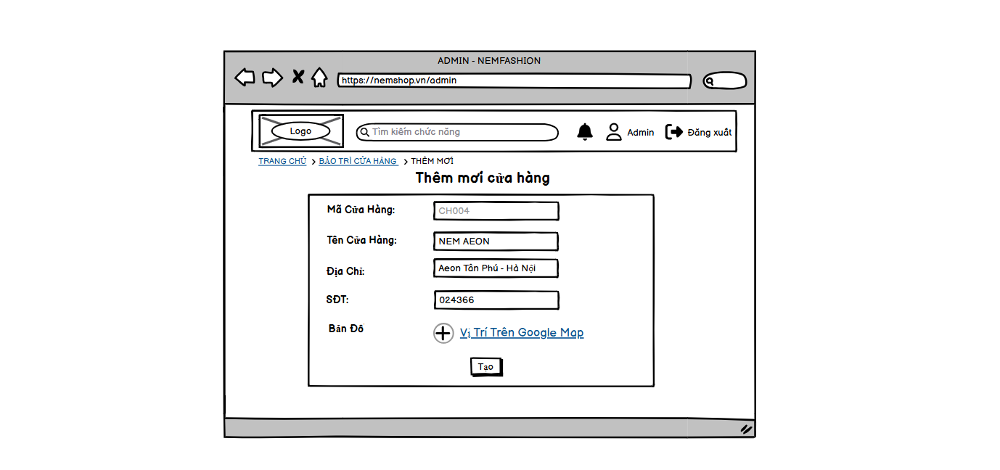 ADMIN - NEMFASHION
https://nemshop.vn/admin
Logo
Tìm kiếm chức năng
Admin
Đăng xuất
TRANG CHỦ > BẢO TRÌ CỬA HÀNG > THÊM MƠÍ
Thêm mới cửa hàng
Mã Cửa Hàng: CH004
Tên Cửa Hàng: NEM AEON
Địa Chỉ: Aeon Tân Phú - Hà Nội
SĐT: 024366
Bản Đồ Vị Trí Trên Google Map
Tạo